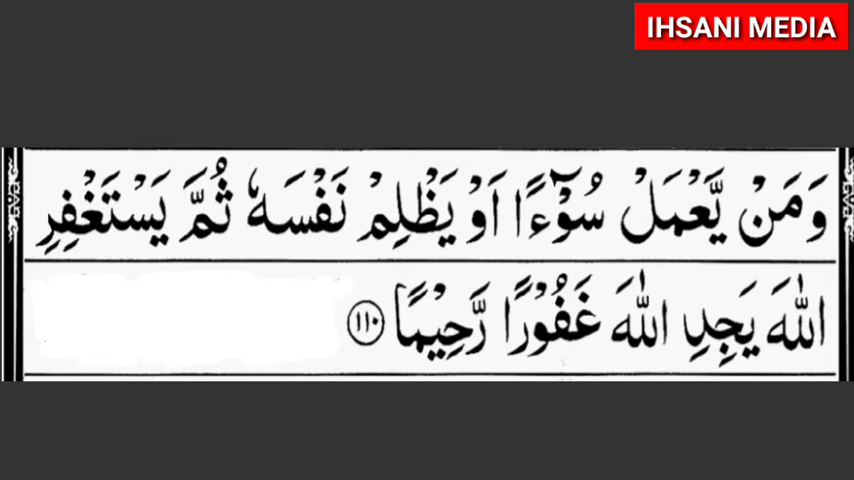 IHSANI MEDIA
وَمَنْ يَّعْمَلْ سُوْٓءًا اَوْ يَظْلِمْ نَفْسَهٗ ثُمَّ يَسْتَغْفِرِ
اللّٰهَ يَجِدِ اللّٰهَ غَفُوْرًا رَّحِيْمًا ١١٠